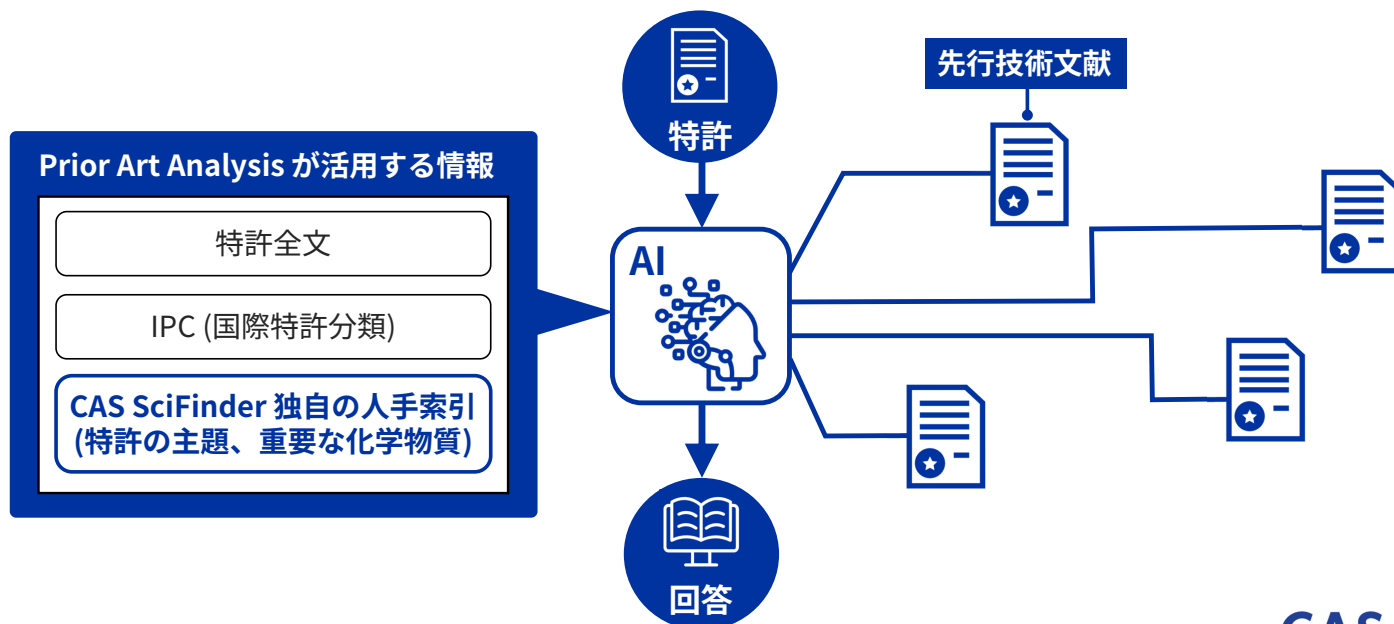 特許
先行技術文献
Prior Art Analysis が活用する情報
特許全文
IPC (国際特許分類)
CAS SciFinder 独自の人手索引
(特許の主題、重要な化学物質)
AI
回答
CAS